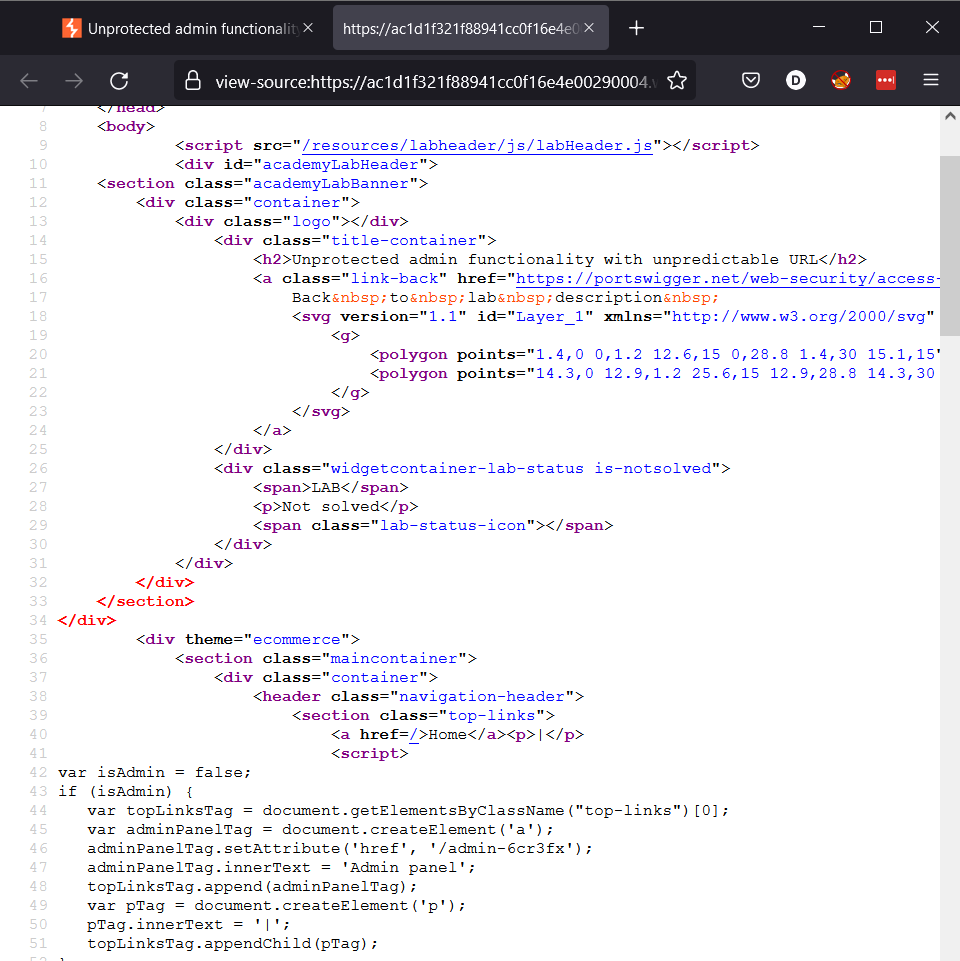 Unprotected admin functionality
https://ac1d1f321f88941cc0f16e4e0
view-source:https://ac1d1f321f88941cc0f16e4e00290004.
D
7 </head>
8 <body>
9 <script src="/resources/labheader/js/labHeader.js"></script>
10 <div id="academyLabHeader">
11 <section class="academyLabBanner">
12 <div class="container">
13 <div class="logo"></div>
14 <div class="title-container">
15 <h2>Unprotected admin functionality with unpredictable URL</h2>
16 <a class="link-back" href="https://portswigger.net/web-security/access-
17 Back&nbsp;to&nbsp;lab&nbsp;description&nbsp;
18 <svg version="1.1" id="Layer_1" xmlns="http://www.w3.org/2000/svg"
19 <g>
20 <polygon points="1.4,0 0,1.2 12.6,15 0,28.8 1.4,30 15.1,15"
21 <polygon points="14.3,0 12.9,1.2 25.6,15 12.9,28.8 14.3,30
22 </g>
23 </svg>
24 </a>
25 </div>
26 <div class="widgetcontainer-lab-status is-notsolved">
27 <span>LAB</span>
28 <p>Not solved</p>
29 <span class="lab-status-icon"></span>
30 </div>
31 </div>
32 </div>
33 </section>
34 </div>
35 <div theme="ecommerce">
36 <section class="maincontainer">
37 <div class="container">
38 <header class="navigation-header">
39 <section class="top-links">
40 <a href=/>Home</a><p>|</p>
41 <script>
42 var isAdmin = false;
43 if (isAdmin) {
44 var topLinksTag = document.getElementsByClassName("top-links")[0];
45 var adminPanelTag = document.createElement('a');
46 adminPanelTag.setAttribute('href', '/admin-6cr3fx');
47 adminPanelTag.innerText = 'Admin panel';
48 topLinksTag.append(adminPanelTag);
49 var pTag = document.createElement('p');
50 pTag.innerText = '|';
51 topLinksTag.appendChild(pTag);